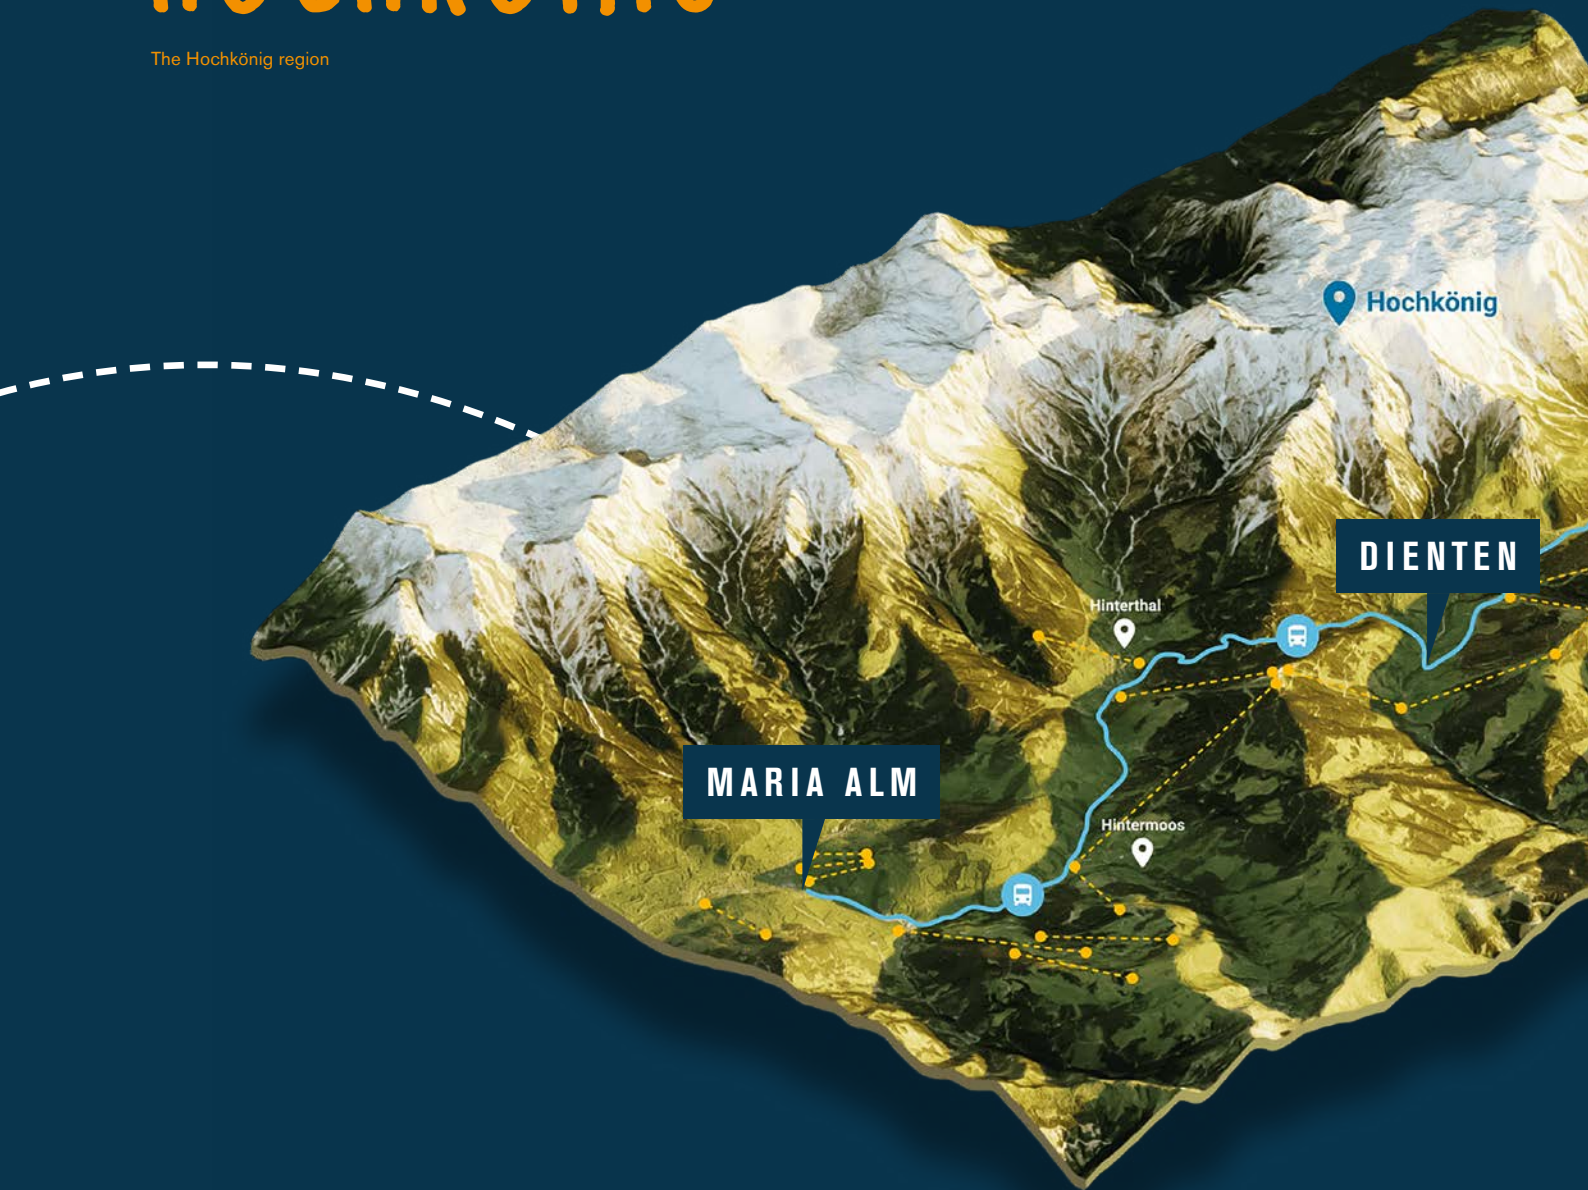 The Hochkönig region
Hochkönig
DIENTEN
Hinterthal
MARIA ALM
Hintermoos